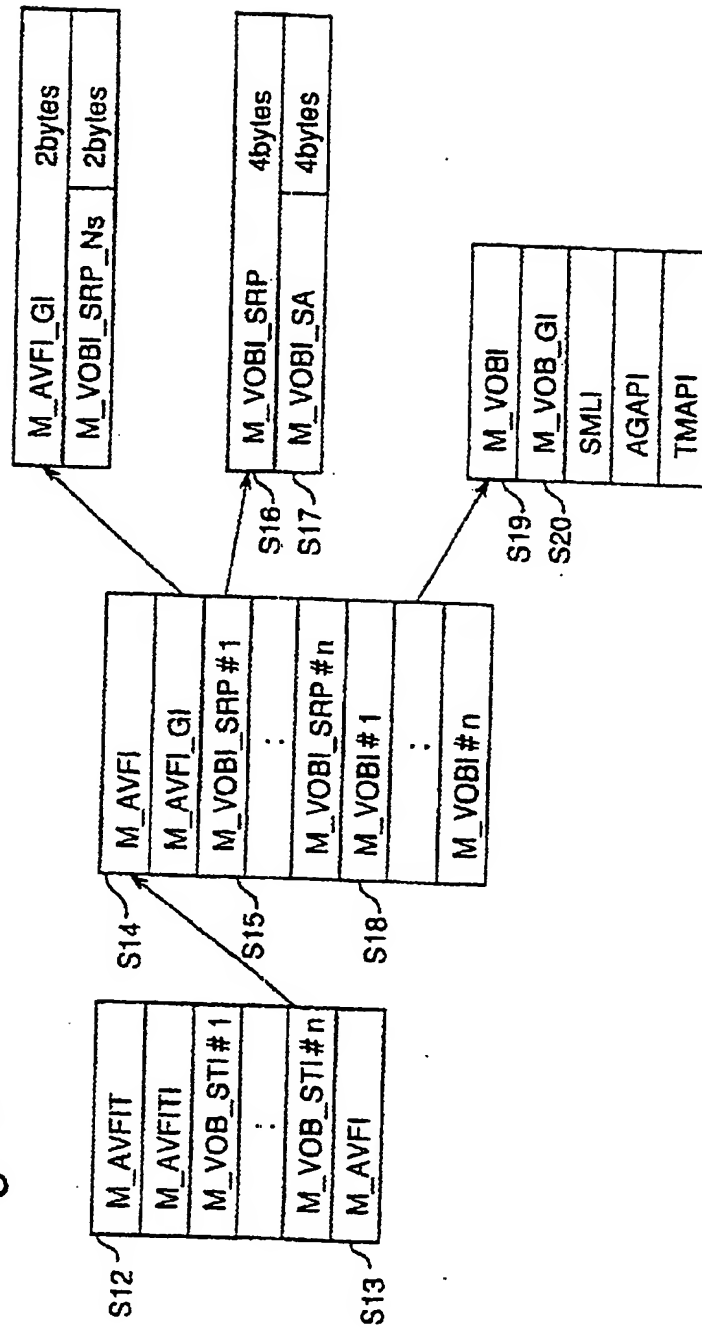 S12
M_AVFIT
M_AVFITI
M_VOB_STI#1
:
M_VOB_STI#n
M_AVFI
S13
S14
M_AVFI
M_AVFI_GI
S15
M_VOBI_SRP#1
:
M_VOBI_SRP#n
S18
M_VOBI#1
:
M_VOBI#n
M_AVFI_GI 2bytes
M_VOBI_SRP_Ns 2bytes
S16
M_VOBI_SRP 4bytes
S17
M_VOBI_SA 4bytes
S19
M_VOBI
S20
M_VOB_GI
SMLI
AGAPI
TMAPI